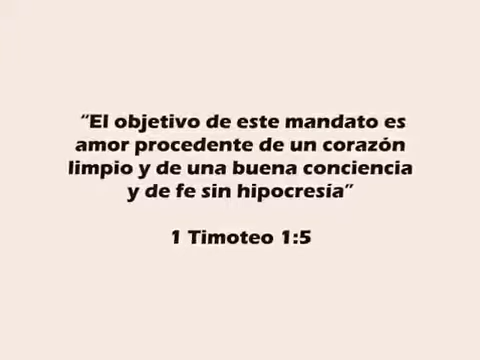 “El objetivo de este mandato es
amor procedente de un corazón
limpio y de una buena conciencia
y de fe sin hipocresía”
1 Timoteo 1:5